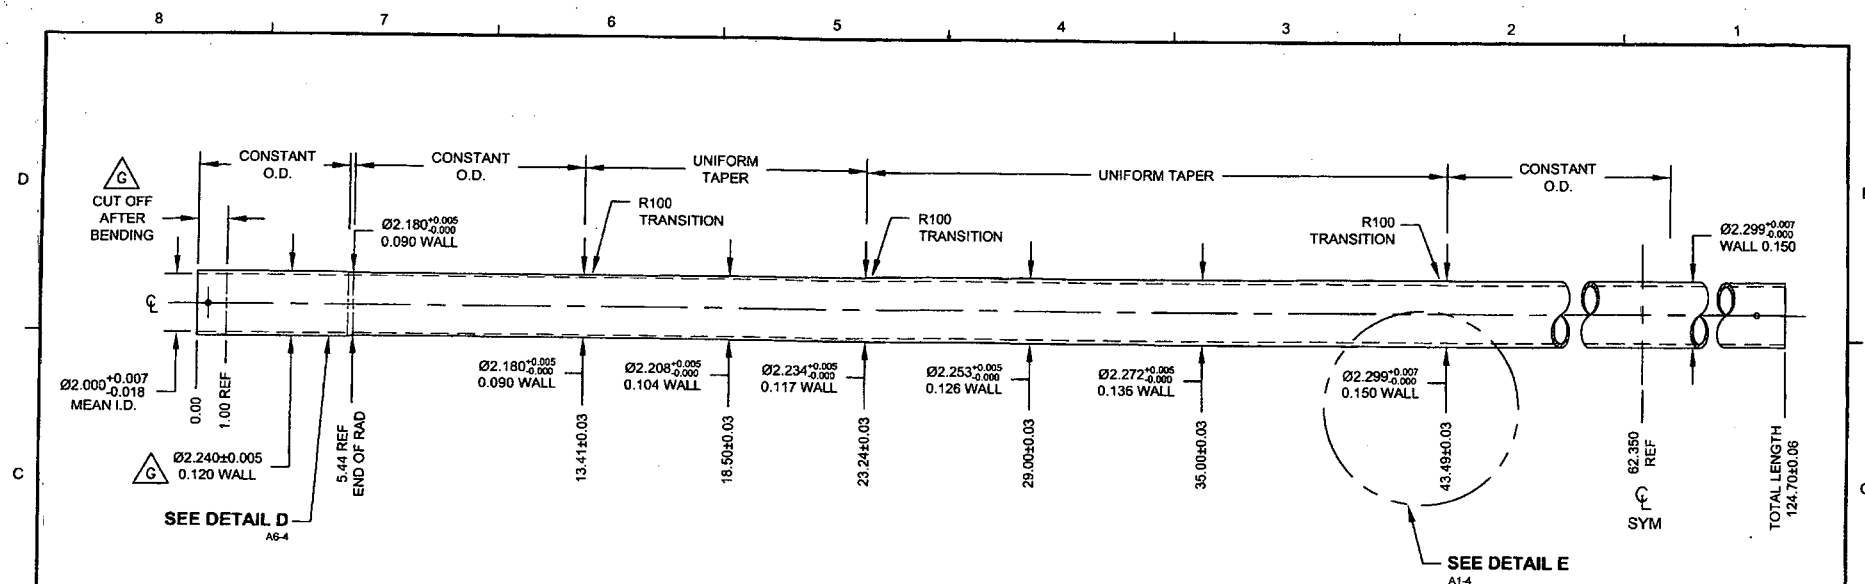 8 7 6 5 4 3 2 1
D
G
CUT OFF
AFTER
BENDING
CONSTANT
O.D.
CONSTANT
O.D.
UNIFORM
TAPER
UNIFORM TAPER
CONSTANT
O.D.
Ø2.180+0.005
-0.000
0.090 WALL
R100
TRANSITION
R100
TRANSITION
R100
TRANSITION
Ø2.299+0.007
-0.000
WALL 0.150
℄
Ø2.000+0.007
-0.018
MEAN I.D.
0.00
1.00 REF
G
Ø2.240±0.005
0.120 WALL
5.44 REF
END OF RAD
SEE DETAIL D
A6-4
Ø2.180+0.005
-0.000
0.090 WALL
13.41±0.03
Ø2.208+0.005
-0.000
0.104 WALL
18.50±0.03
Ø2.234+0.005
-0.000
0.117 WALL
23.24±0.03
Ø2.253+0.005
-0.000
0.126 WALL
29.00±0.03
Ø2.272+0.005
-0.000
0.136 WALL
35.00±0.03
Ø2.299+0.007
-0.000
0.150 WALL
43.49±0.03
SEE DETAIL E
A1-4
62.350
REF
℄
SYM
TOTAL LENGTH
124.70±0.06
C